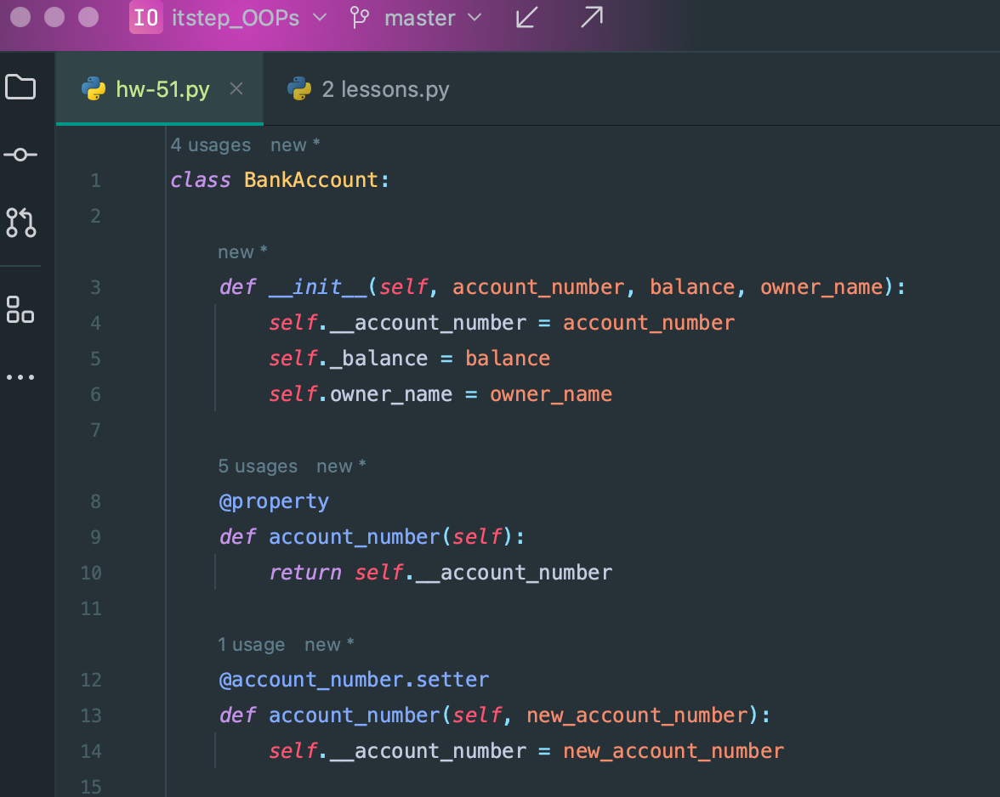 IO itstep_OOPs master
hw-51.py 2 lessons.py
4 usages new *
1 class BankAccount:
2
new *
3 def __init__(self, account_number, balance, owner_name):
4 self.__account_number = account_number
5 self._balance = balance
6 self.owner_name = owner_name
7
5 usages new *
8 @property
9 def account_number(self):
10 return self.__account_number
11
1 usage new *
12 @account_number.setter
13 def account_number(self, new_account_number):
14 self.__account_number = new_account_number
15